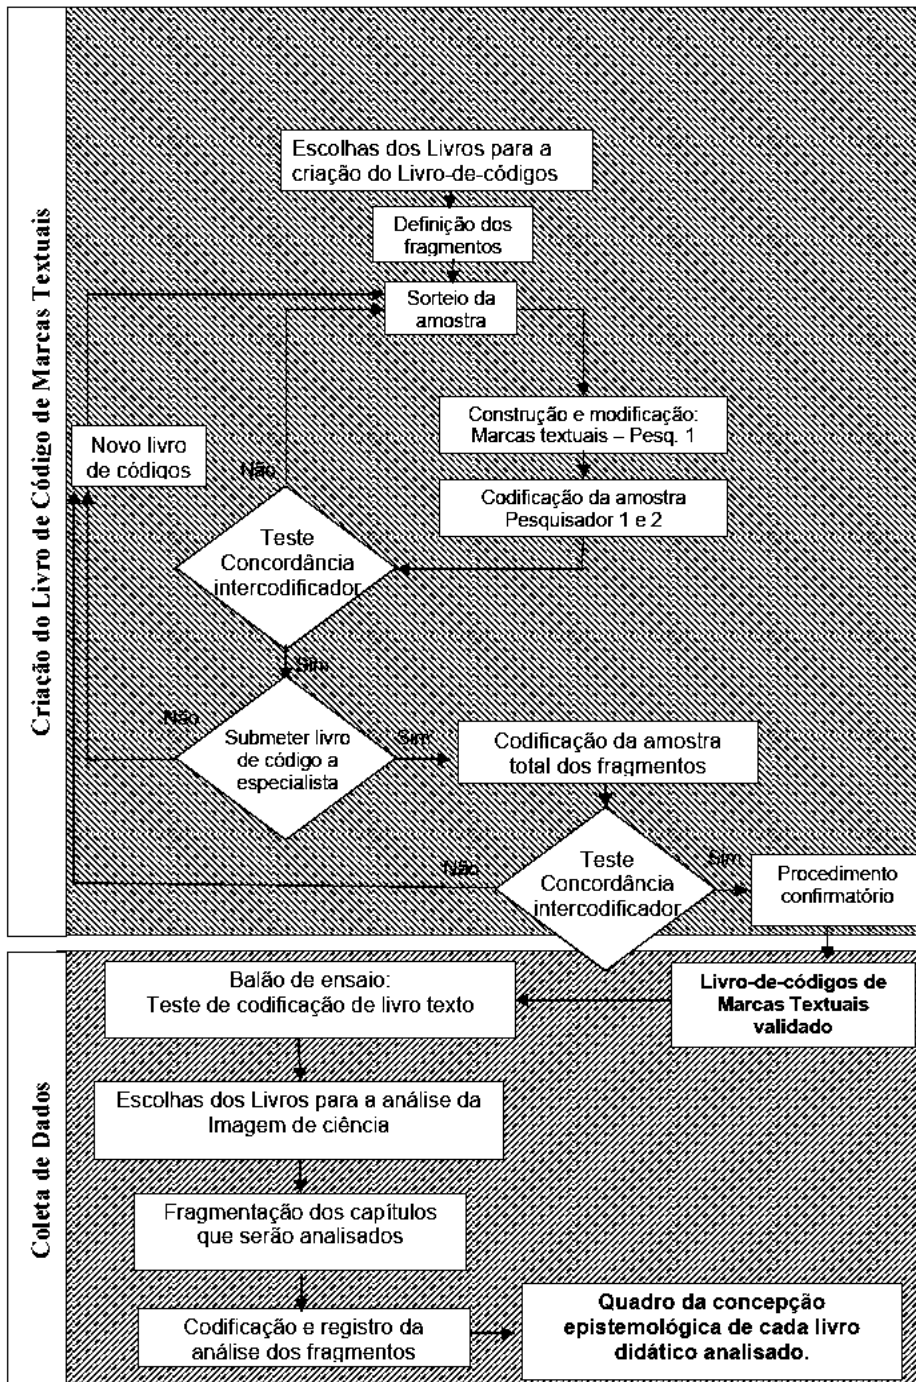 Criação do Livro de Código de Marcas Textuais
Escolhas dos Livros para a
criação do Livro-de-códigos
Definição dos
fragmentos
Sorteio da
amostra
Construção e modificação:
Marcas textuais – Pesq. 1
Novo livro
de códigos
Não
Codificação da amostra
Pesquisador 1 e 2
Teste
Concordância
intercodificador
Sim
Não
Submeter livro
de código a
especialista
Sim
Codificação da amostra
total dos fragmentos
Não
Teste
Concordância
intercodificador
Sim
Procedimento
confirmatório
Coleta de Dados
Balão de ensaio:
Teste de codificação de livro texto
Livro-de-códigos de
Marcas Textuais
validado
Escolhas dos Livros para a análise da
Imagem de ciência
Fragmentação dos capítulos
que serão analisados
Codificação e registro da
análise dos fragmentos
Quadro da concepção
epistemológica de cada livro
didático analisado.